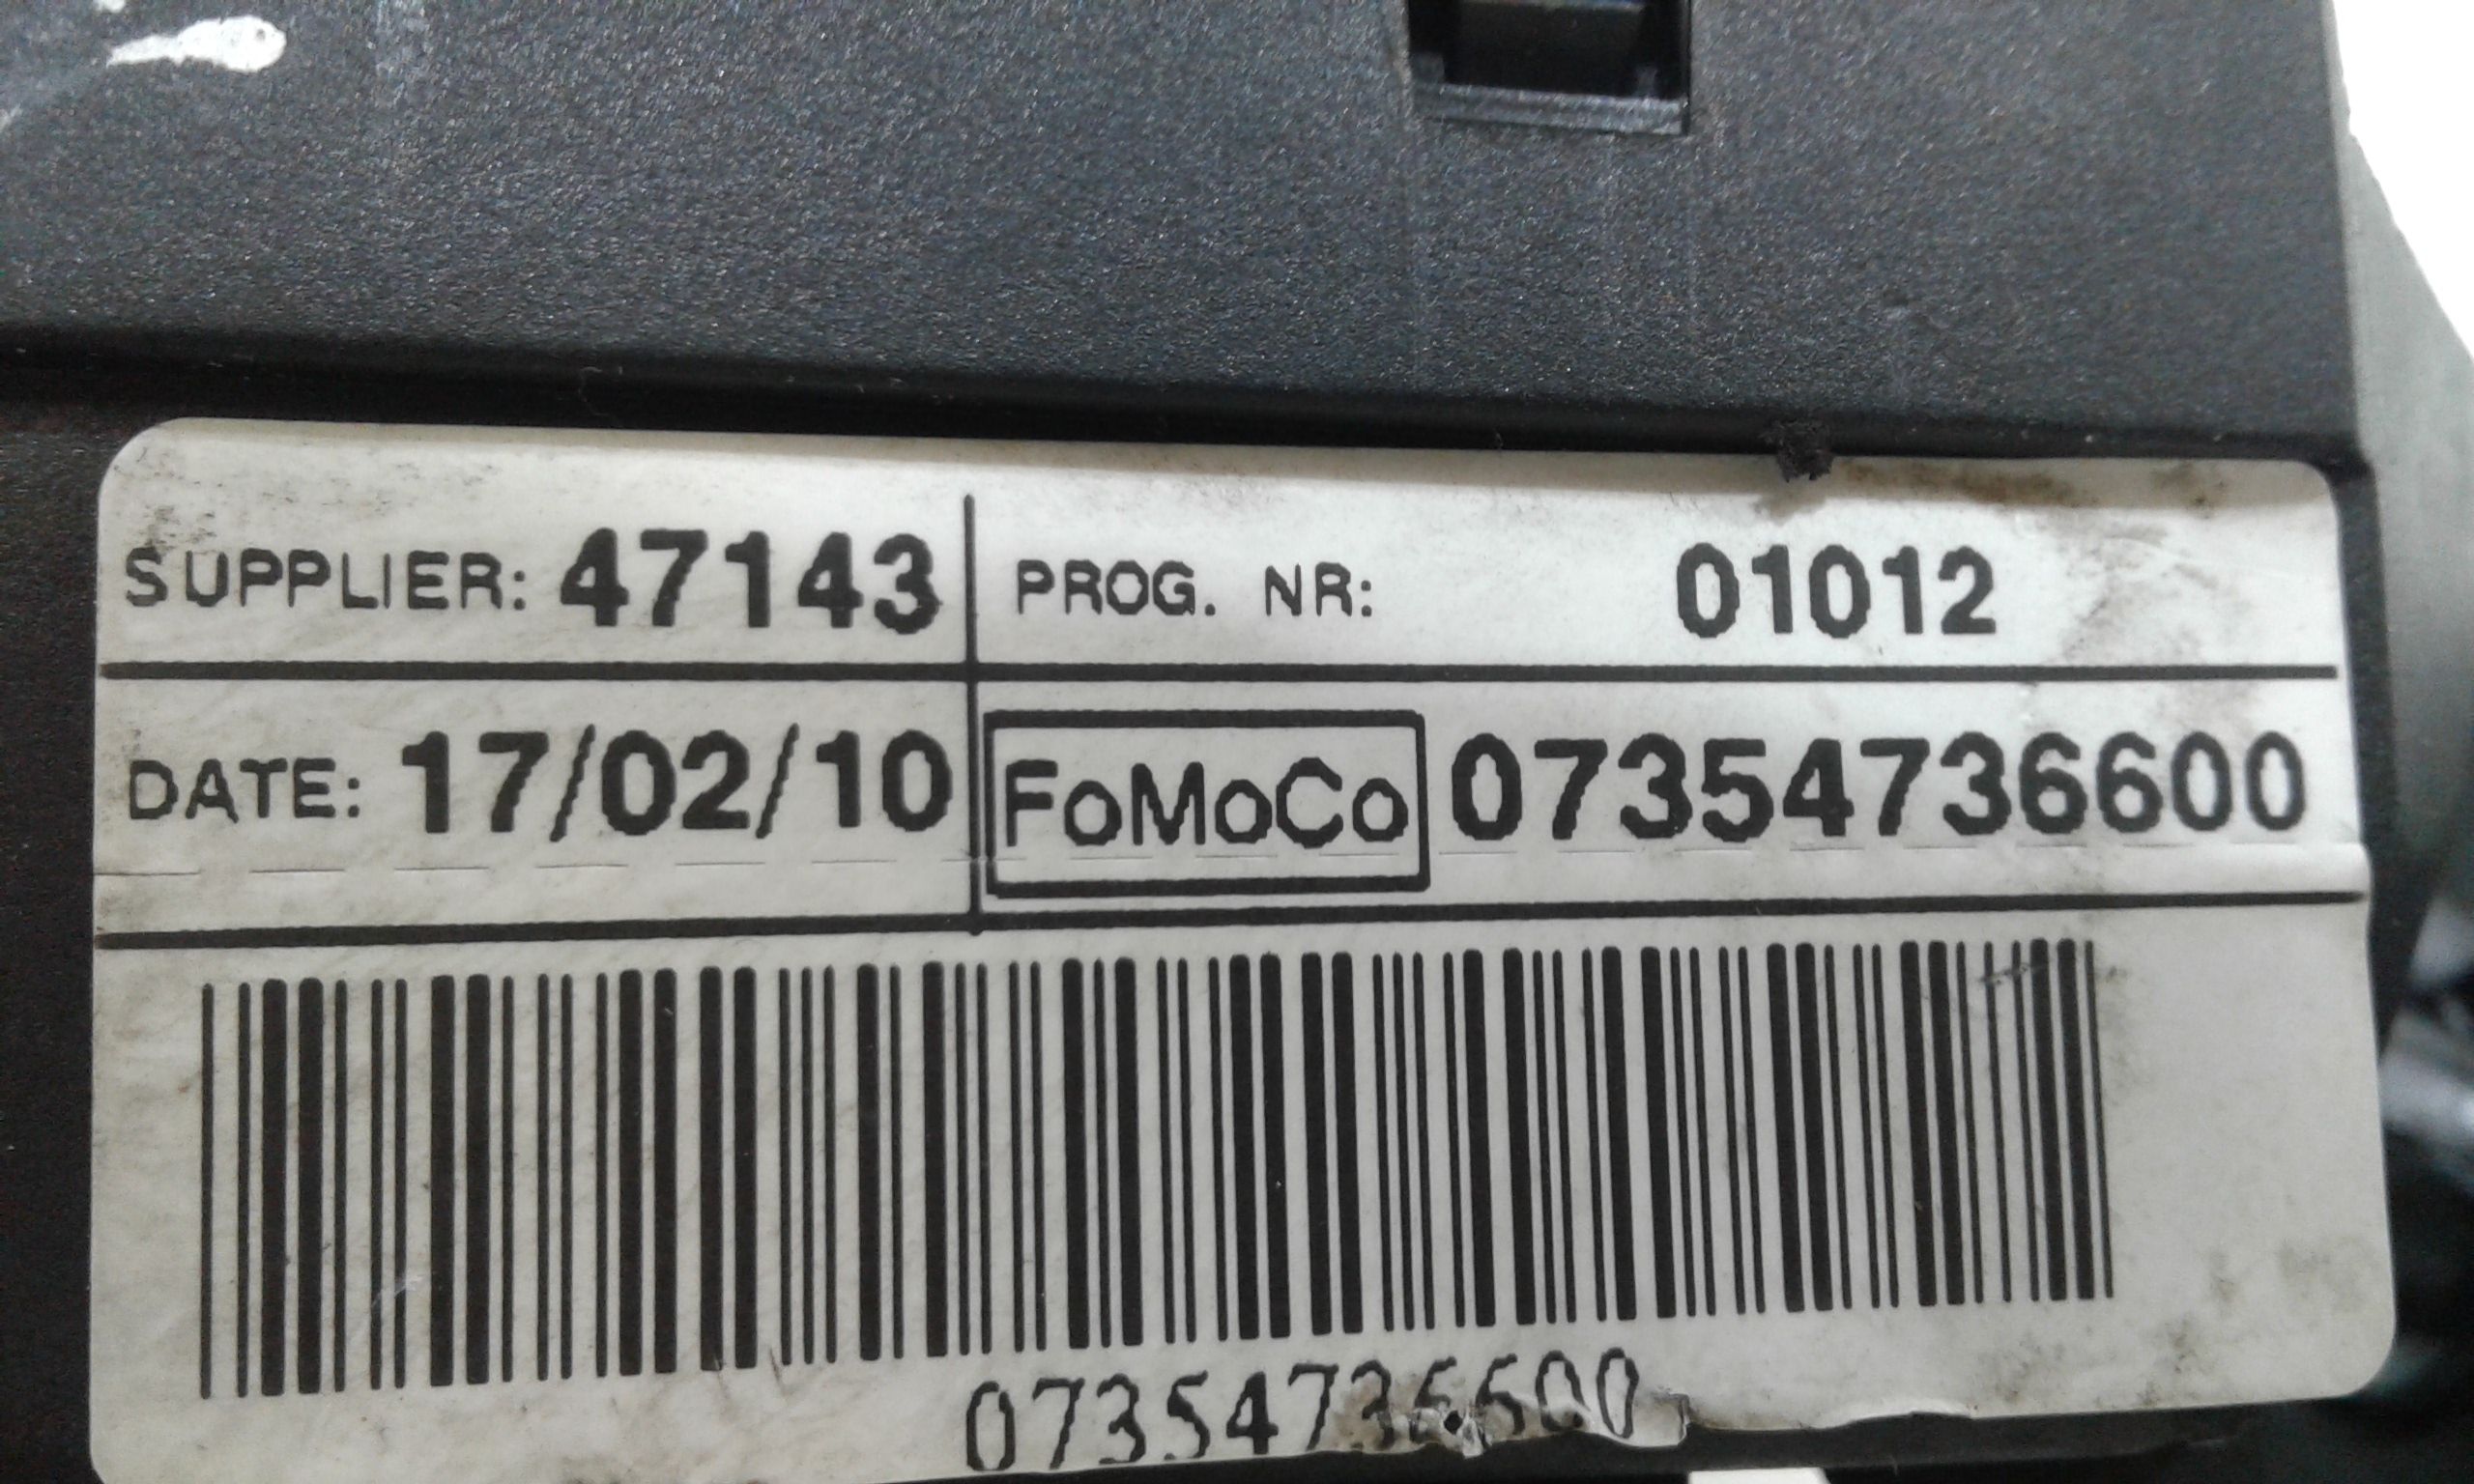 SUPPLIER: 47143 PROG. NR: 01012
DATE: 17/02/10 FoMoCo 07354736600
07354736600